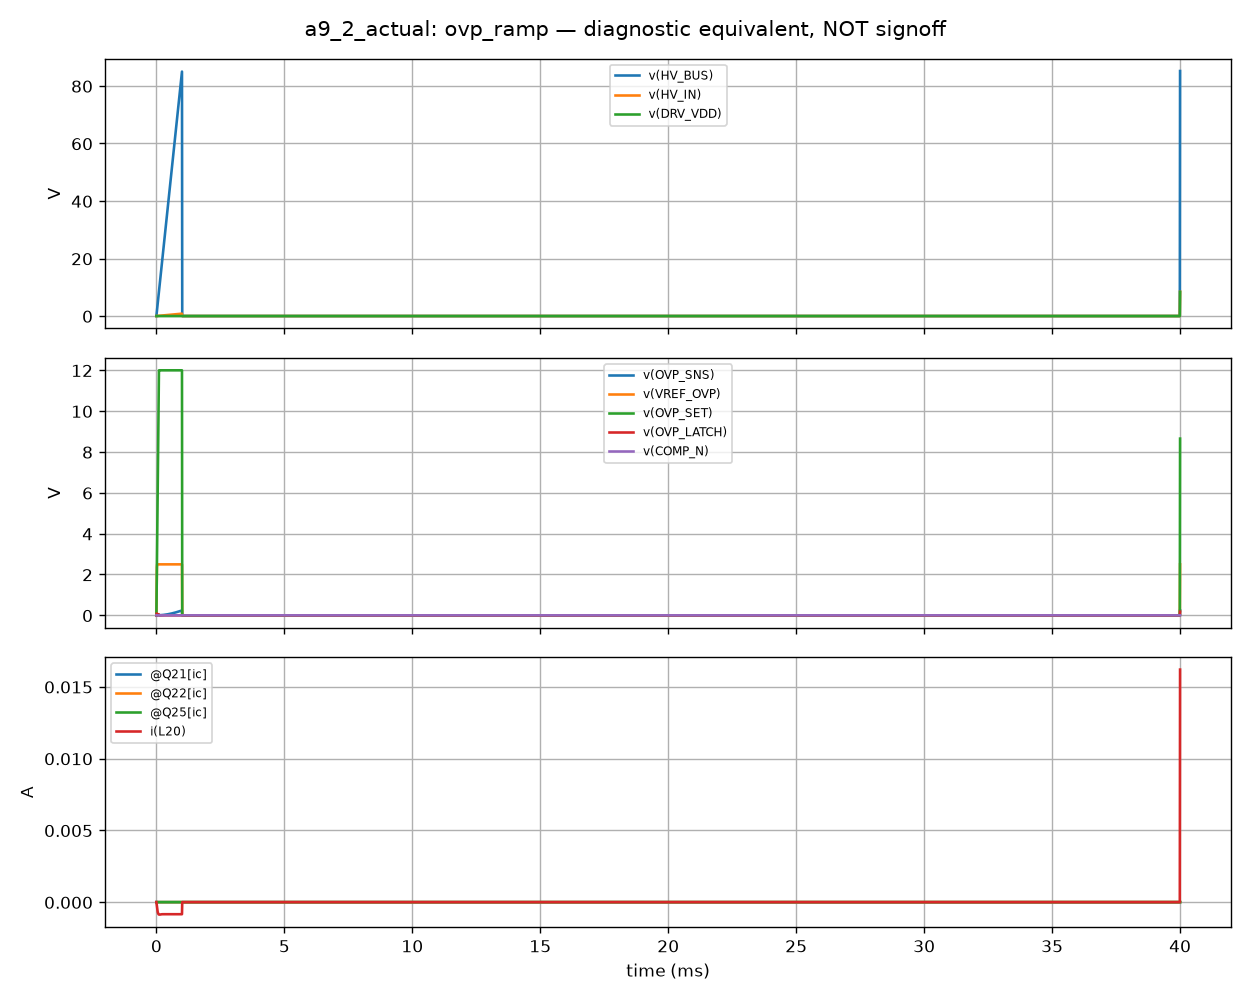 a9_2_actual: ovp_ramp — diagnostic equivalent, NOT signoff
80
60
40
20
0
V
v(HV_BUS)
v(HV_IN)
v(DRV_VDD)
12
10
8
6
4
2
0
V
v(OVP_SNS)
v(VREF_OVP)
v(OVP_SET)
v(OVP_LATCH)
v(COMP_N)
0.015
0.010
0.005
0.000
A
@Q21[ic]
@Q22[ic]
@Q25[ic]
i(L20)
0 5 10 15 20 25 30 35 40
time (ms)